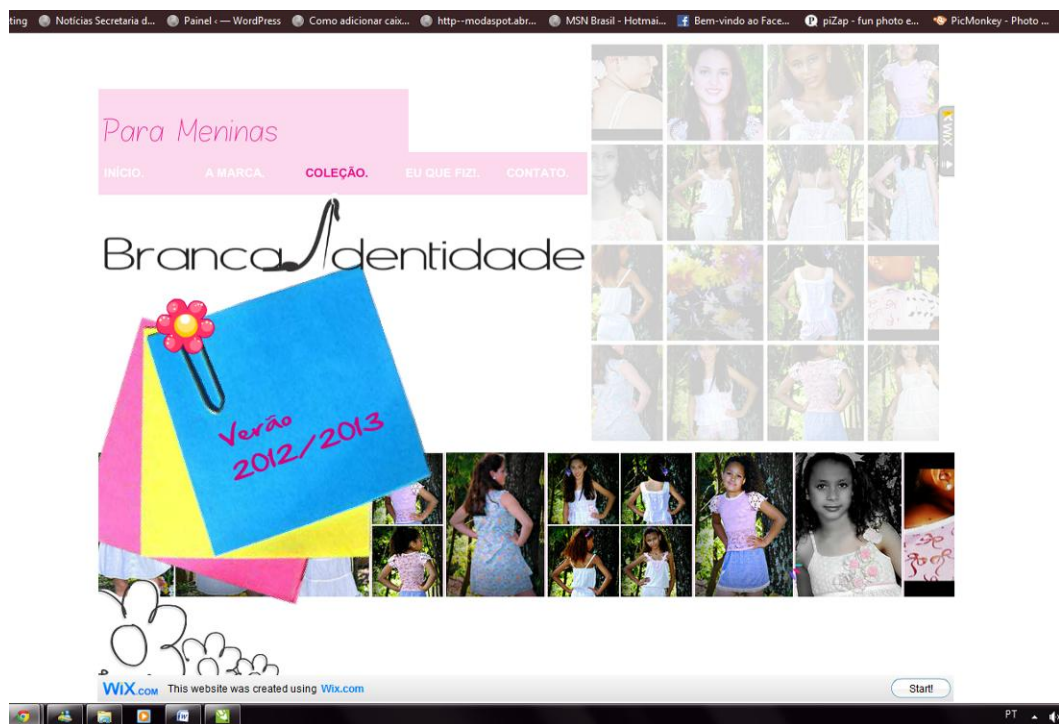 ting Notícias Secretaria d... Painel ‹ — WordPress Como adicionar caix... http--modaspot.abr... MSN Brasil - Hotmai... Bem-vindo ao Face... piZap - fun photo e... PicMonkey - Photo ...
Para Meninas
INÍCIO. A MARCA. COLEÇÃO. EU QUE FIZ!. CONTATO.
WiX
Branca Identidade
Verão
2012/2013
WiX.com This website was created using Wix.com Start!
PT